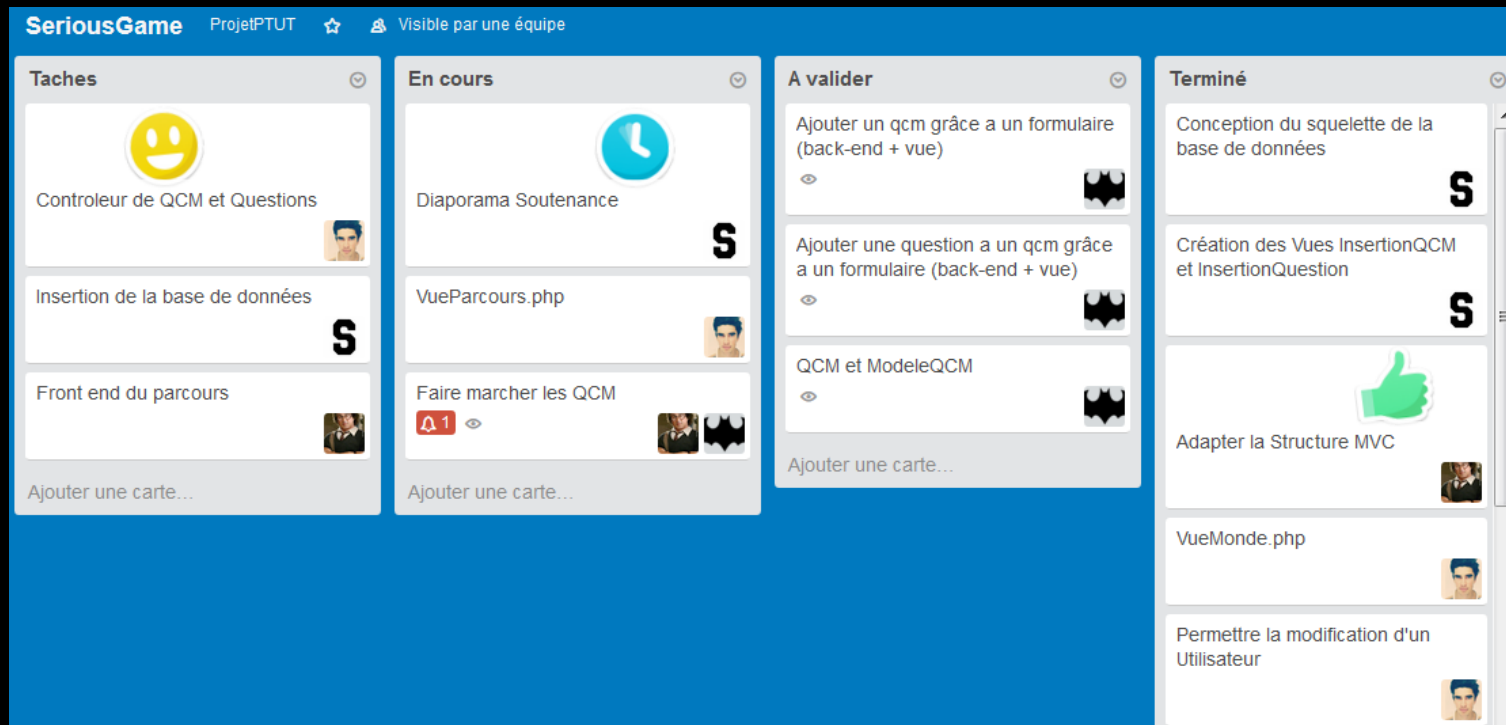 SeriousGame ProjetPTUT Visible par une équipe
Taches
Controleur de QCM et Questions
Insertion de la base de données
S
Front end du parcours
Ajouter une carte...
En cours
Diaporama Soutenance
S
VueParcours.php
Faire marcher les QCM
1
Ajouter une carte...
A valider
Ajouter un qcm grâce a un formulaire
(back-end + vue)
Ajouter une question a un qcm grâce
a un formulaire (back-end + vue)
QCM et ModeleQCM
Ajouter une carte...
Terminé
Conception du squelette de la
base de données
S
Création des Vues InsertionQCM
et InsertionQuestion
S
Adapter la Structure MVC
VueMonde.php
Permettre la modification d'un
Utilisateur